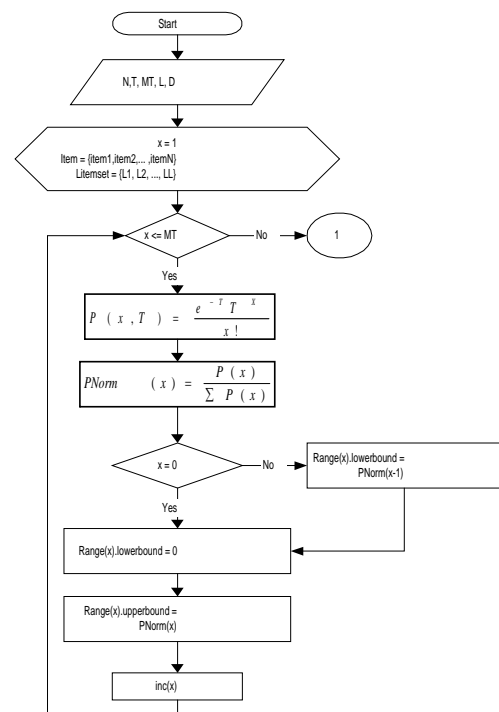 Start
N,T, MT, L, D
x = 1
Item = {item1,item2,... ,itemN}
Litemset = {L1, L2, ..., LL}
x <= MT
No
1
Yes
P ( x , T ) = e^{-T} T^{X} / x !
PNorm ( x ) = P ( x ) / ∑ P ( x )
x = 0
No
Range(x).lowerbound =
PNorm(x-1)
Yes
Range(x).lowerbound = 0
Range(x).upperbound =
PNorm(x)
inc(x)